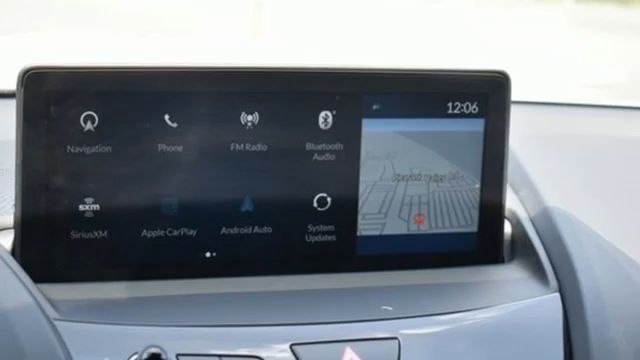 12:06
Navigation
Phone
FM Radio
Bluetooth
Audio
sxm
SiriusXM
Apple CarPlay
Android Auto
System
Updates